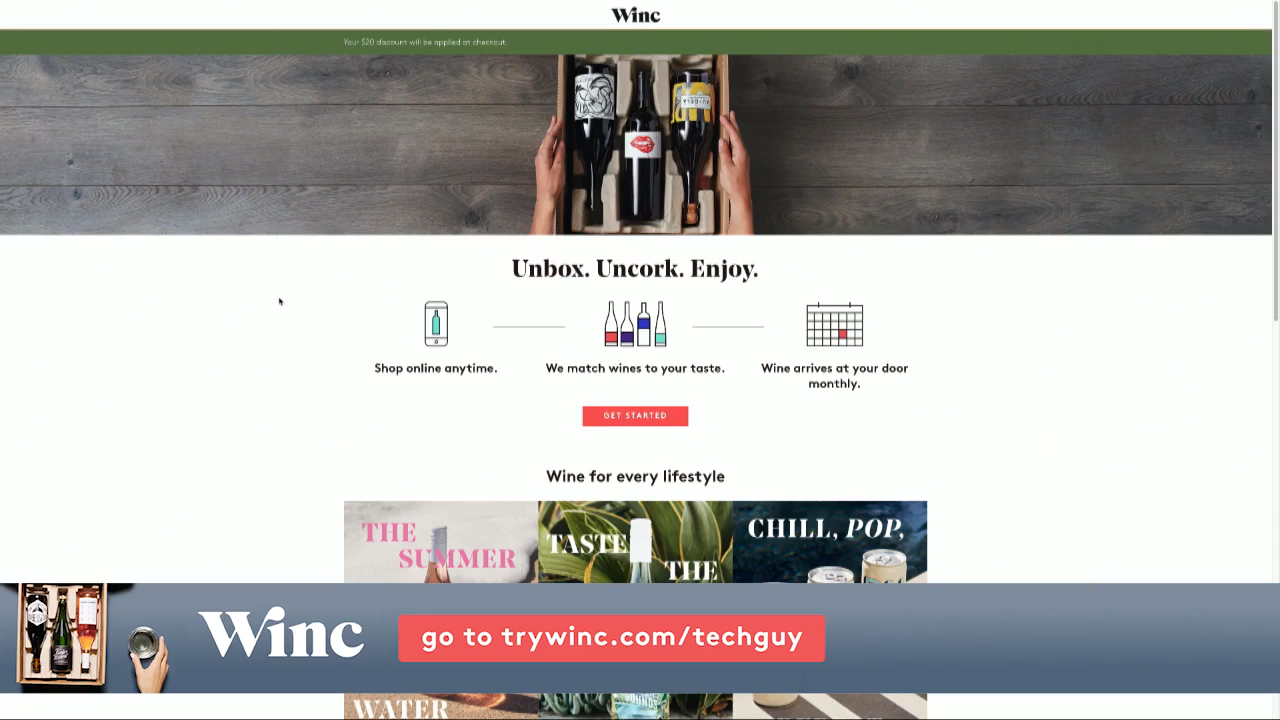 Winc
Your $20 discount will be applied at checkout.
Unbox. Uncork. Enjoy.
Shop online anytime.
We match wines to your taste.
Wine arrives at your door
monthly.
GET STARTED
Wine for every lifestyle
THE
SUMMER
TASTE
THE
CHILL, POP,
Winc
go to trywinc.com/techguy
WATER